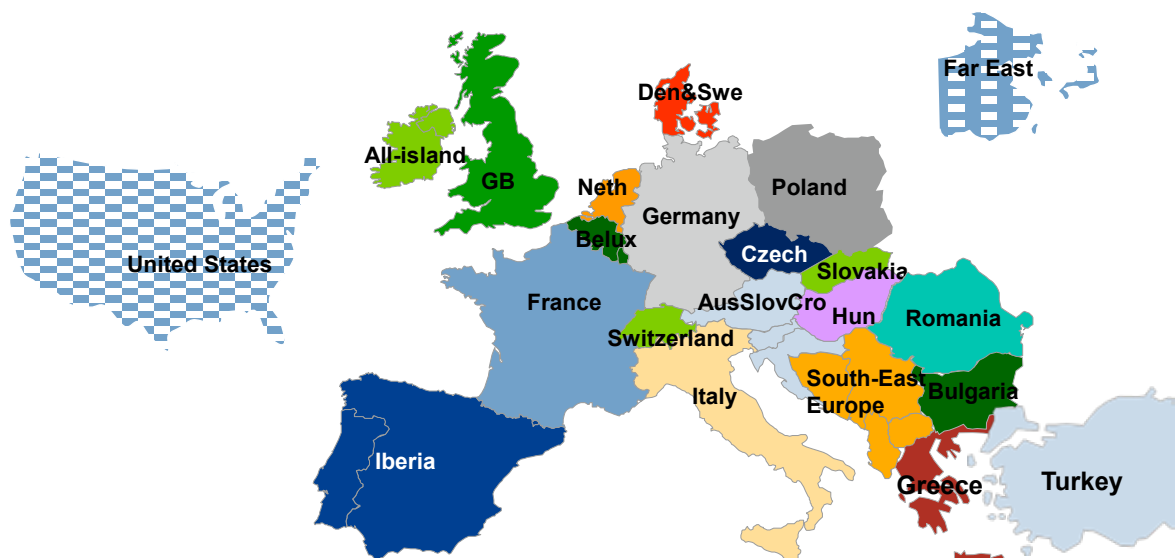 Far East
Den&Swe
All-island
GB
Neth
Poland
Germany
Belux
Czech
United States
Slovakia
France
AusSlovCro
Hun
Romania
Switzerland
South-East
Europe
Bulgaria
Italy
Iberia
Greece
Turkey